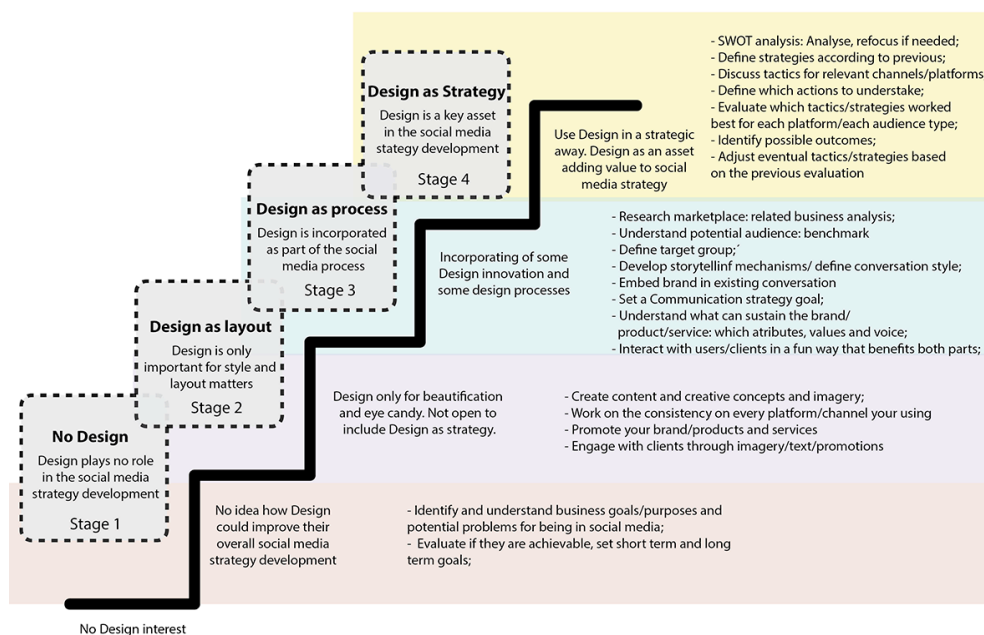 Design as Strategy
Design is a key asset
in the social media
stategy development
Stage 4
Use Design in a strategic
away. Design as an asset
adding value to social
media strategy
- SWOT analysis: Analyse, refocus if needed;
- Define strategies according to previous;
- Discuss tactics for relevant channels/platforms
- Define which actions to understake;
- Evaluate which tactics/strategies worked
best for each platform/each audience type;
- Identify possible outcomes;
- Adjust eventual tactics/strategies based
on the previous evaluation
Design as process
Design is incorporated
as part of the social
media process
Stage 3
Incorporating of some
Design innovation and
some design processes
- Research marketplace: related business analysis;
- Understand potential audience: benchmark
- Define target group;´
- Develop storytellinf mechanisms/ define conversation style;
- Embed brand in existing conversation
- Set a Communication strategy goal;
- Understand what can sustain the brand/
product/service: which atributes, values and voice;
- Interact with users/clients in a fun way that benefits both parts;
Design as layout
Design is only
important for style and
layout matters
Stage 2
Design only for beautification
and eye candy. Not open to
include Design as strategy.
- Create content and creative concepts and imagery;
- Work on the consistency on every platform/channel your using
- Promote your brand/products and services
- Engage with clients through imagery/text/promotions
No Design
Design plays no role
in the social media
strategy development
Stage 1
No idea how Design
could improve their
overall social media
strategy development
- Identify and understand business goals/purposes and
potential problems for being in social media;
- Evaluate if they are achievable, set short term and long
term goals;
No Design interest